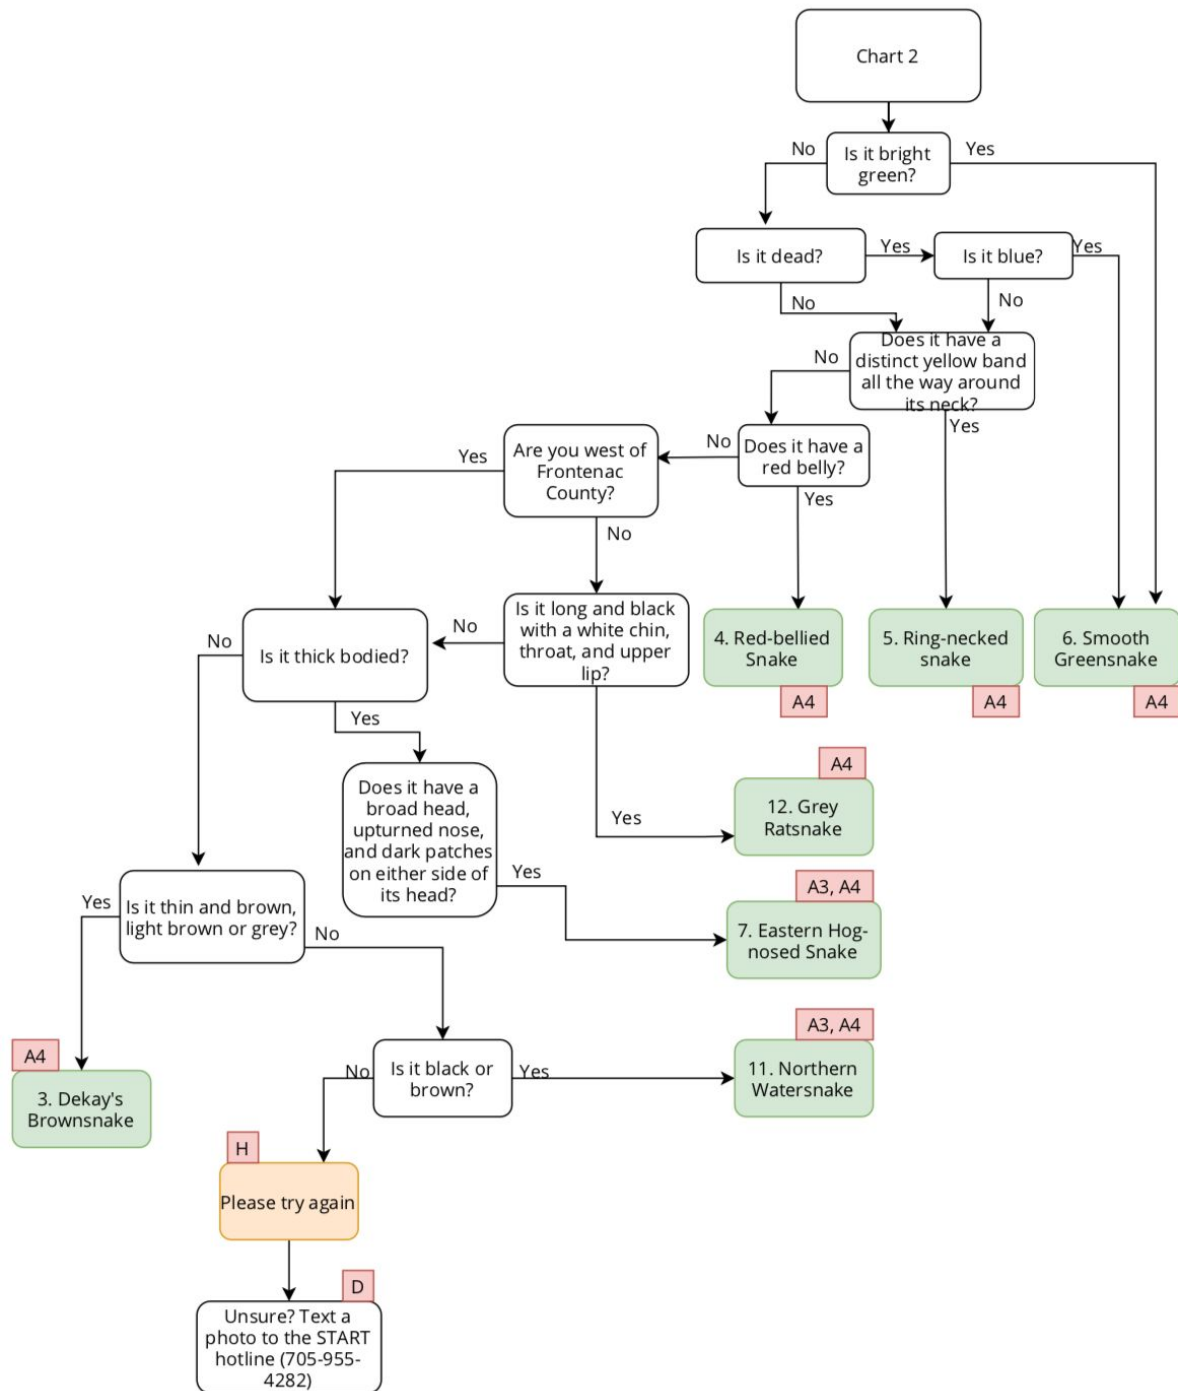 Chart 2
No
Is it bright
green?
Yes
Is it dead?
Yes
Is it blue?
Yes
No
No
Does it have a
distinct yellow band
all the way around
its neck?
No
Yes
Does it have a
red belly?
No
Yes
Are you west of
Frontenac
County?
Yes
No
Is it long and black
with a white chin,
throat, and upper
lip?
No
Yes
Is it thick bodied?
No
Yes
4. Red-bellied
Snake
A4
5. Ring-necked
snake
A4
6. Smooth
Greensnake
A4
Does it have a
broad head,
upturned nose,
and dark patches
on either side of
its head?
Yes
A4
12. Grey
Ratsnake
A3, A4
7. Eastern Hog-
nosed Snake
Is it thin and brown,
light brown or grey?
Yes
No
A4
3. Dekay's
Brownsnake
Is it black or
brown?
No
Yes
A3, A4
11. Northern
Watersnake
H
Please try again
D
Unsure? Text a
photo to the START
hotline (705-955-
4282)